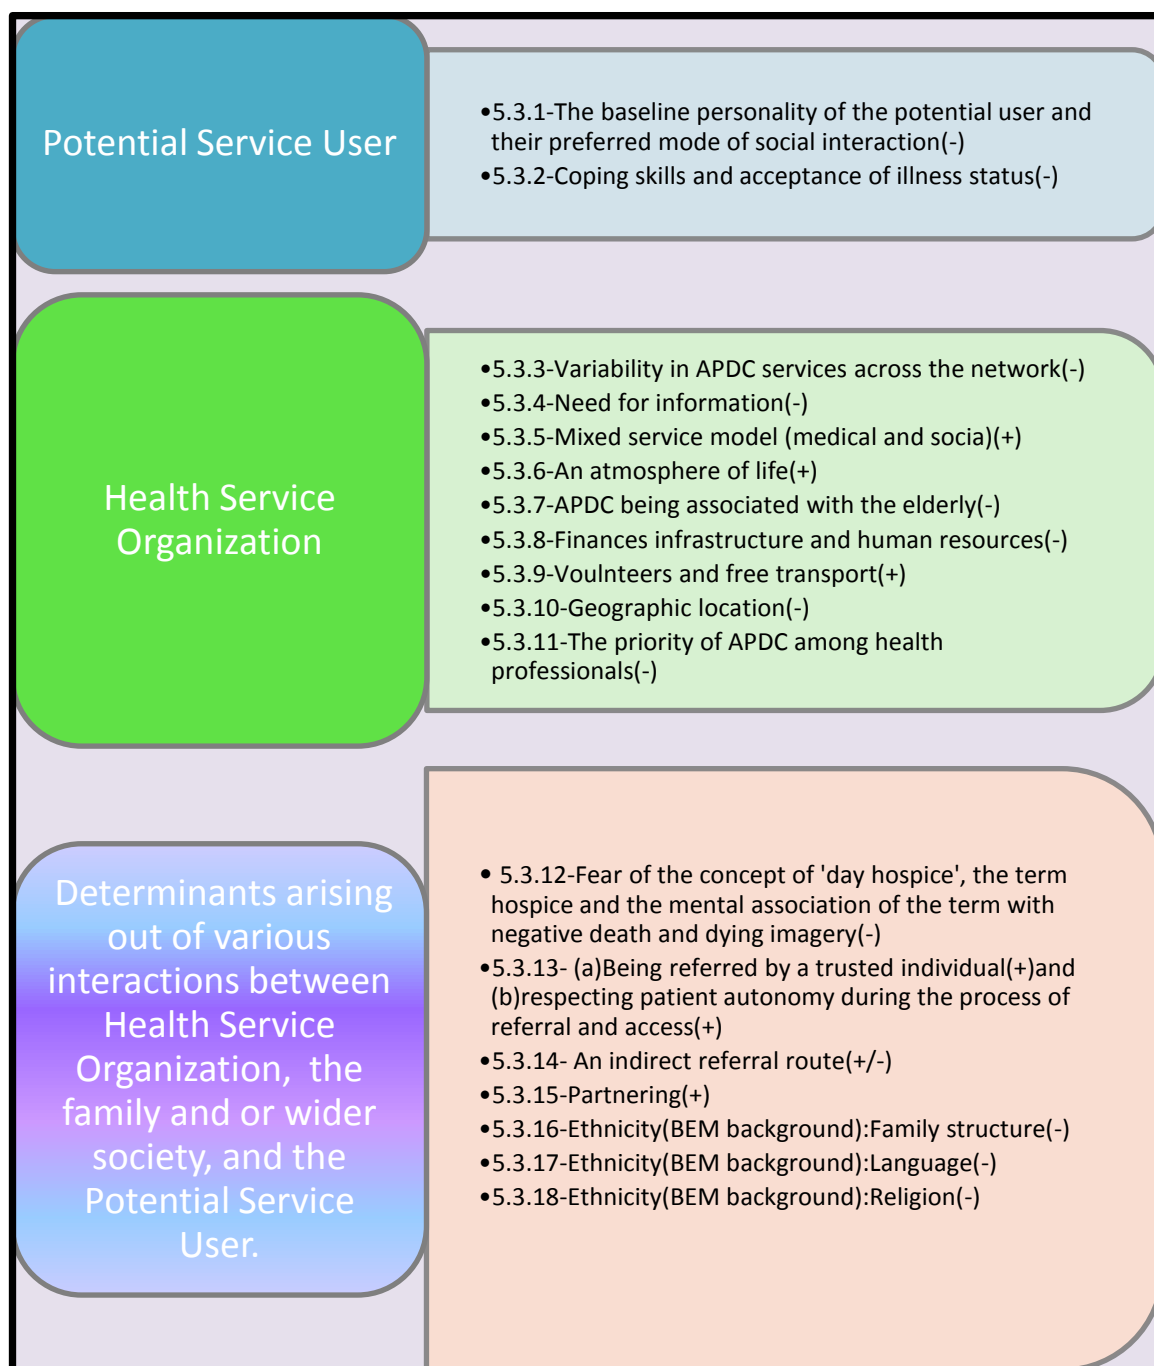 Potential Service User
•5.3.1-The baseline personality of the potential user and
their preferred mode of social interaction(-)
•5.3.2-Coping skills and acceptance of illness status(-)
Health Service
Organization
•5.3.3-Variability in APDC services across the network(-)
•5.3.4-Need for information(-)
•5.3.5-Mixed service model (medical and socia)(+)
•5.3.6-An atmosphere of life(+)
•5.3.7-APDC being associated with the elderly(-)
•5.3.8-Finances infrastructure and human resources(-)
•5.3.9-Voulnteers and free transport(+)
•5.3.10-Geographic location(-)
•5.3.11-The priority of APDC among health
professionals(-)
Determinants arising
out of various
interactions between
Health Service
Organization, the
family and or wider
society, and the
Potential Service
User.
• 5.3.12-Fear of the concept of 'day hospice', the term
hospice and the mental association of the term with
negative death and dying imagery(-)
•5.3.13- (a)Being referred by a trusted individual(+)and
(b)respecting patient autonomy during the process of
referral and access(+)
•5.3.14- An indirect referral route(+/-)
•5.3.15-Partnering(+)
•5.3.16-Ethnicity(BEM background):Family structure(-)
•5.3.17-Ethnicity(BEM background):Language(-)
•5.3.18-Ethnicity(BEM background):Religion(-)